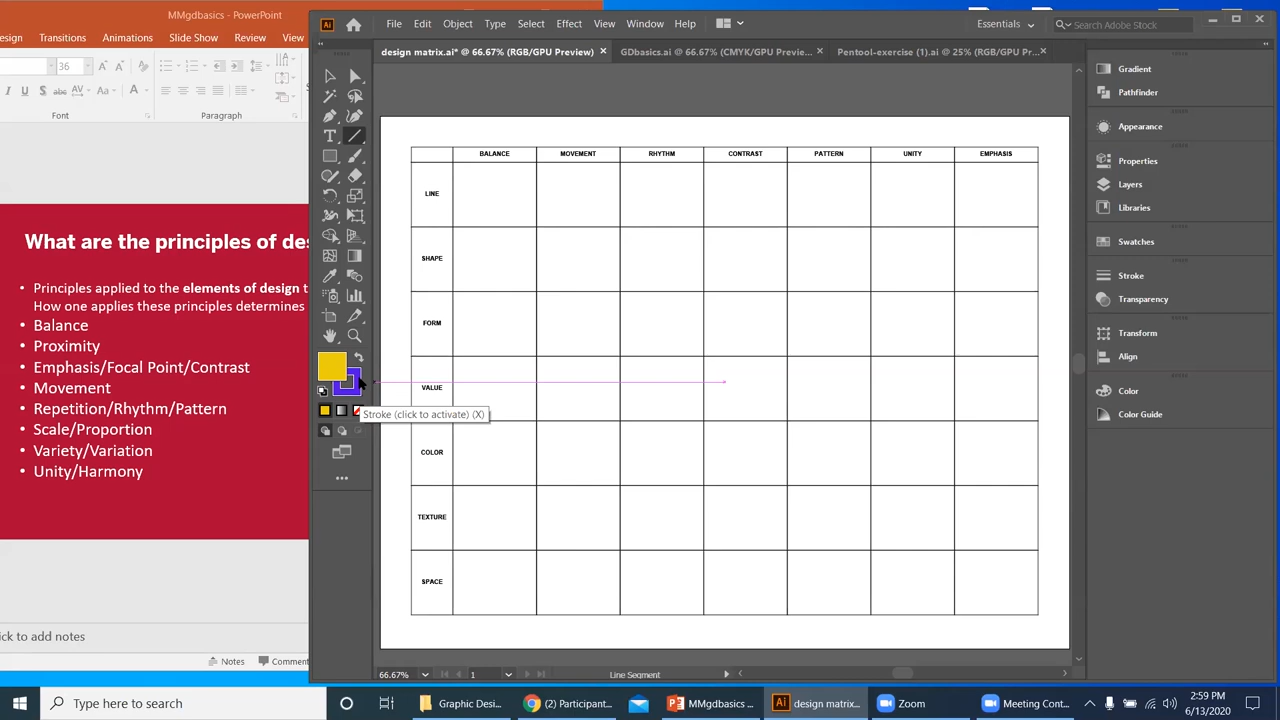 MMgdbasics - PowerPoint
esign Transitions Animations Slide Show Review View
36
Font
Paragraph
What are the principles of des
Principles applied to the elements of design t
How one applies these principles determines
Balance
Proximity
Emphasis/Focal Point/Contrast
Movement
Repetition/Rhythm/Pattern
Scale/Proportion
Variety/Variation
Unity/Harmony
ick to add notes
Notes Comment
Ai File Edit Object Type Select Effect View Window Help Essentials Search Adobe Stock
design matrix.ai* @ 66.67% (RGB/GPU Preview) GDbasics.ai @ 66.67% (CMYK/GPU Previe... Pentool-exercise (1).ai @ 25% (RGB/GPU Pr...
BALANCE MOVEMENT RHYTHM CONTRAST PATTERN UNITY EMPHASIS
LINE
SHAPE
FORM
VALUE
COLOR
TEXTURE
SPACE
Stroke (click to activate) (X)
Gradient
Pathfinder
Appearance
Properties
Layers
Libraries
Swatches
Stroke
Transparency
Transform
Align
Color
Color Guide
66.67% 1 Line Segment
Type here to search Graphic Desi... (2) Participan... MMgdbasics -... Ai design matrix... Zoom Meeting Cont...
2:59 PM
6/13/2020